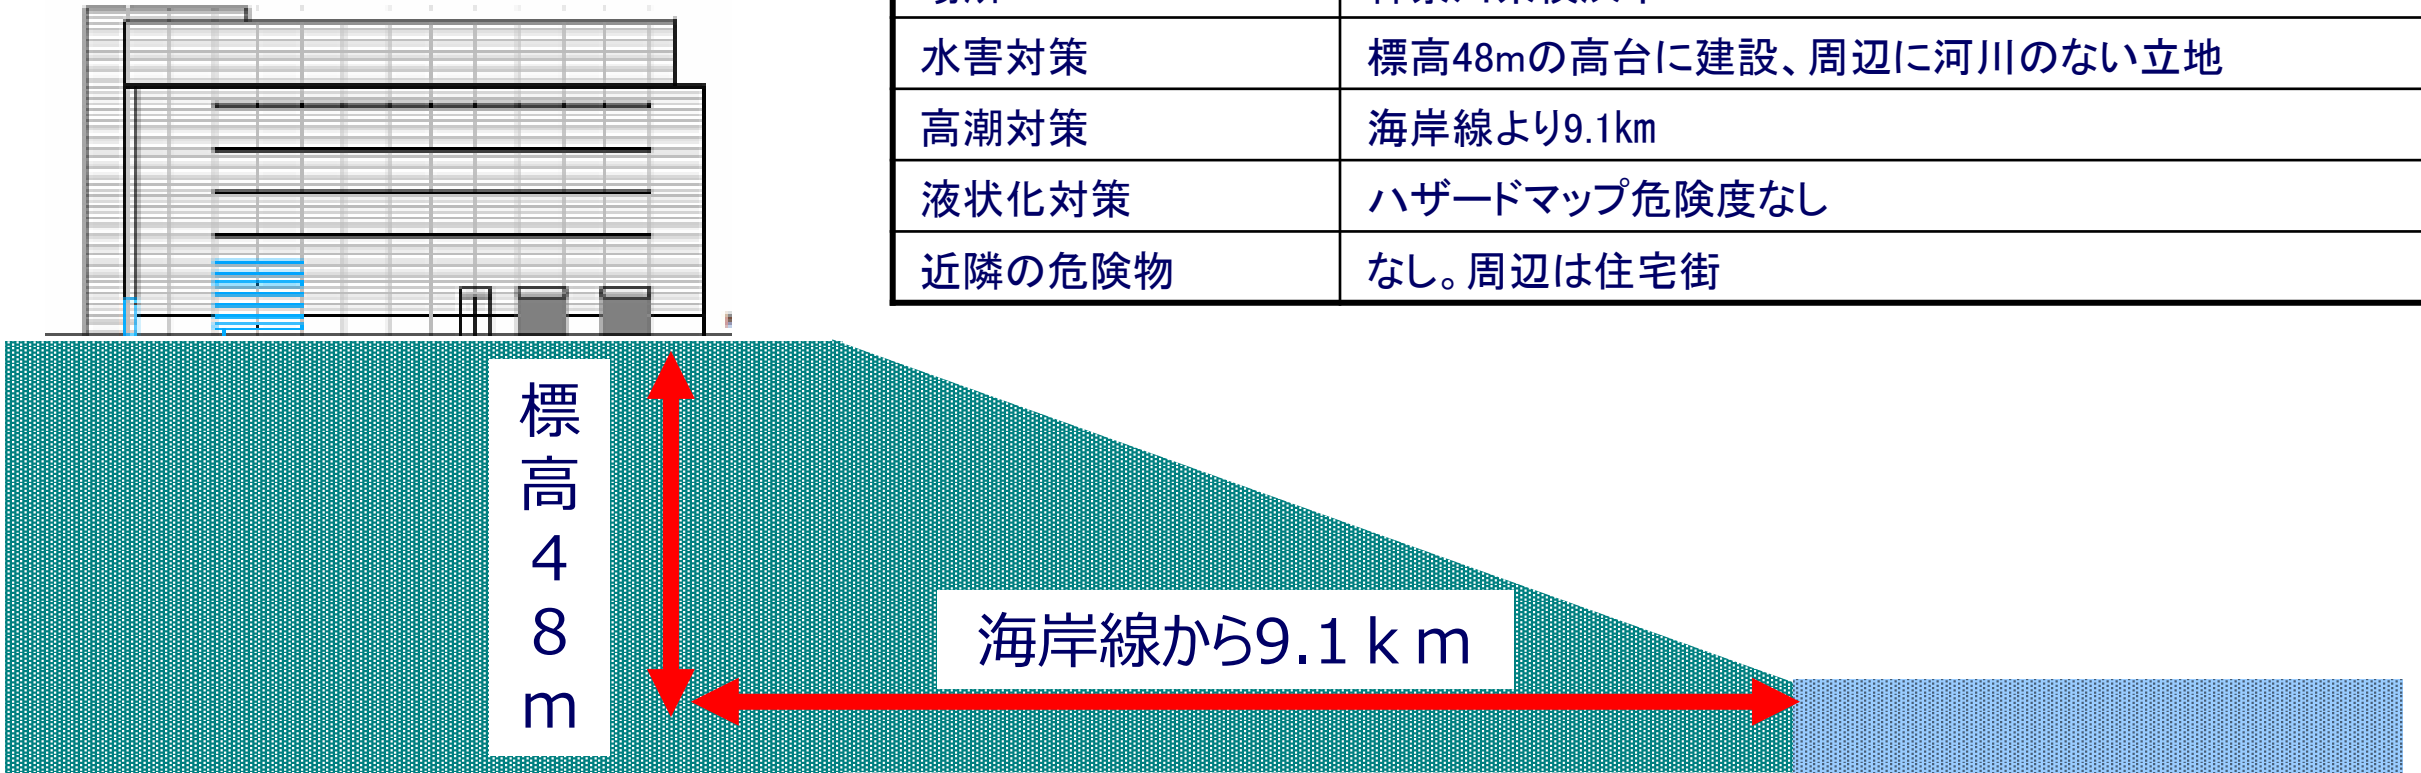 水害対策 標高48mの高台に建設、周辺に河川のない立地
高潮対策 海岸線より9.1km
液状化対策 ハザードマップ危険度なし
近隣の危険物 なし。周辺は住宅街
標高48m
海岸線から9.1km